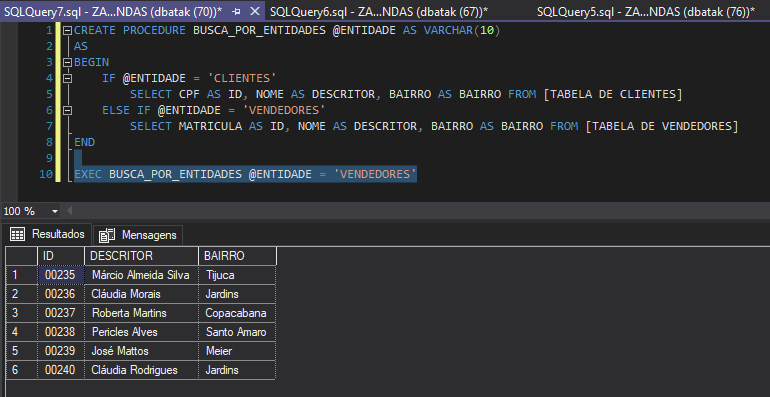 SQLQuery7.sql - ZA...NDAS (dbatak (70))* SQLQuery6.sql - ZA...NDAS (dbatak (67))* SQLQuery5.sql - ZA...NDAS (dbatak (76))*
1 CREATE PROCEDURE BUSCA_POR_ENTIDADES @ENTIDADE AS VARCHAR(10)
2 AS
3 BEGIN
4 IF @ENTIDADE = 'CLIENTES'
5 SELECT CPF AS ID, NOME AS DESCRITOR, BAIRRO AS BAIRRO FROM [TABELA DE CLIENTES]
6 ELSE IF @ENTIDADE = 'VENDEDORES'
7 SELECT MATRICULA AS ID, NOME AS DESCRITOR, BAIRRO AS BAIRRO FROM [TABELA DE VENDEDORES]
8 END
9
10 EXEC BUSCA_POR_ENTIDADES @ENTIDADE = 'VENDEDORES'
100 %
Resultados Mensagens
ID DESCRITOR BAIRRO
1 00235 Márcio Almeida Silva Tijuca
2 00236 Cláudia Morais Jardins
3 00237 Roberta Martins Copacabana
4 00238 Pericles Alves Santo Amaro
5 00239 José Mattos Meier
6 00240 Cláudia Rodrigues Jardins